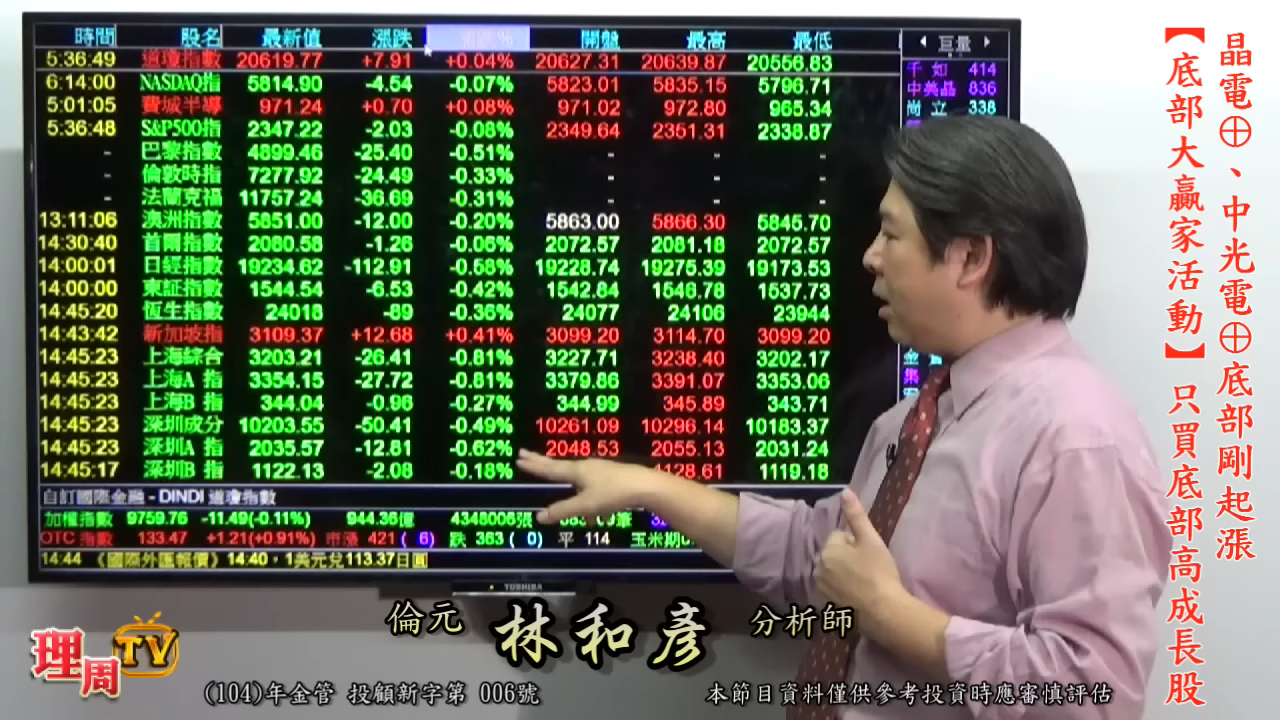 時間 股名 最新值 漲跌 漲跌% 開盤 最高 最低
5:36:49 道瓊指數 20619.77 +7.91 +0.04% 20627.31 20639.87 20556.83
6:14:00 NASDAQ指 5814.90 -4.54 -0.07% 5823.01 5835.15 5796.71
5:01:05 費城半導 971.24 +0.70 +0.08% 971.02 972.80 965.34
5:36:48 S&P500指 2347.22 -2.03 -0.08% 2349.64 2351.31 2338.87
- 巴黎指數 4899.46 -25.40 -0.51% - - -
- 倫敦時指 7277.92 -24.49 -0.33% - - -
- 法蘭克福 11757.24 -36.69 -0.31% - - -
13:11:06 澳洲指數 5851.00 -12.00 -0.20% 5863.00 5866.30 5845.70
14:30:40 首爾指數 2080.58 -1.26 -0.06% 2072.57 2081.18 2072.57
14:00:01 日經指數 19234.62 -112.91 -0.58% 19228.74 19275.39 19173.53
14:00:00 東証指數 1544.54 -6.53 -0.42% 1542.84 1546.78 1537.73
14:45:20 恆生指數 24018 -89 -0.36% 24077 24106 23944
14:43:42 新加坡指 3109.37 +12.68 +0.41% 3099.20 3114.70 3099.20
14:45:23 上海綜合 3203.21 -26.41 -0.81% 3227.71 3238.40 3202.17
14:45:23 上海A 指 3354.15 -27.72 -0.81% 3379.86 3391.07 3353.06
14:45:23 上海B 指 344.04 -0.96 -0.27% 344.99 345.89 343.71
14:45:23 深圳成分 10203.55 -50.41 -0.49% 10261.09 10296.14 10183.37
14:45:23 深圳A 指 2035.57 -12.81 -0.62% 2048.53 2055.13 2031.24
14:45:17 深圳B 指 1122.13 -2.08 -0.18% 1128.61 1119.18
自訂國際金融 - DINDI 道瓊指數
加權指數 9759.76 -11.49(-0.11%) 944.36億 4348006張
OTC 指數 133.47 +1.21(+0.91%) 市漲 421 ( 6) 跌 363 ( 0) 平 114 玉米期
14:44 《國際外匯報價》14:40，1美元兌113.37日圓
巨量
千 如 414
中美晶 836
尚 立 338
集
TOSHIBA
晶電⊕、中光電⊕底部剛起漲
【底部大贏家活動】只買底部高成長股
倫元 林和彥 分析師
理周TV
(104)年金管 投顧新字第 006號
本節目資料僅供參考投資時應審慎評估